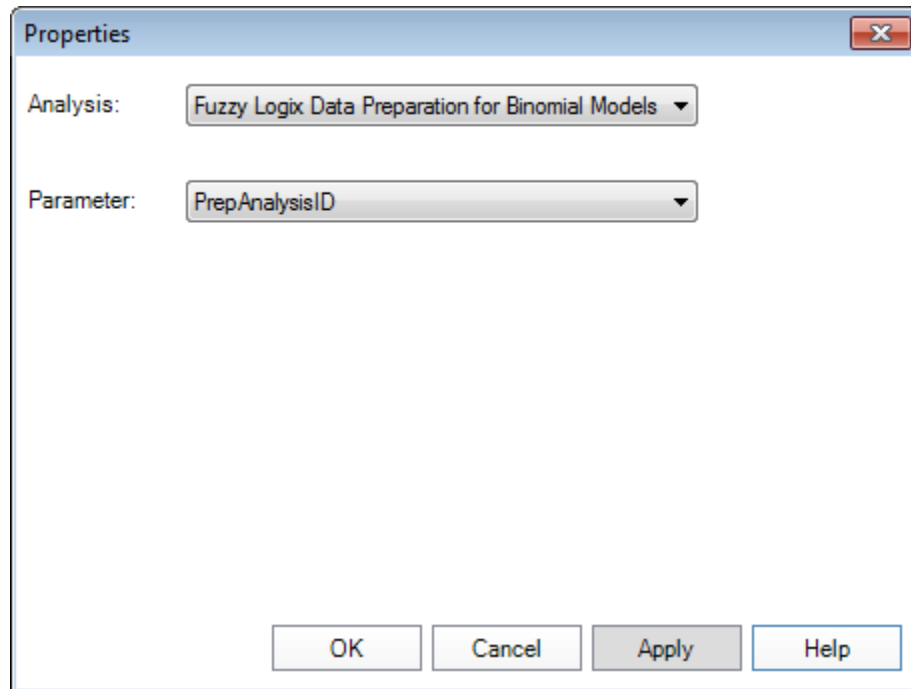 Properties
Analysis: Fuzzy Logix Data Preparation for Binomial Models
Parameter: PrepAnalysisID
OK Cancel Apply Help